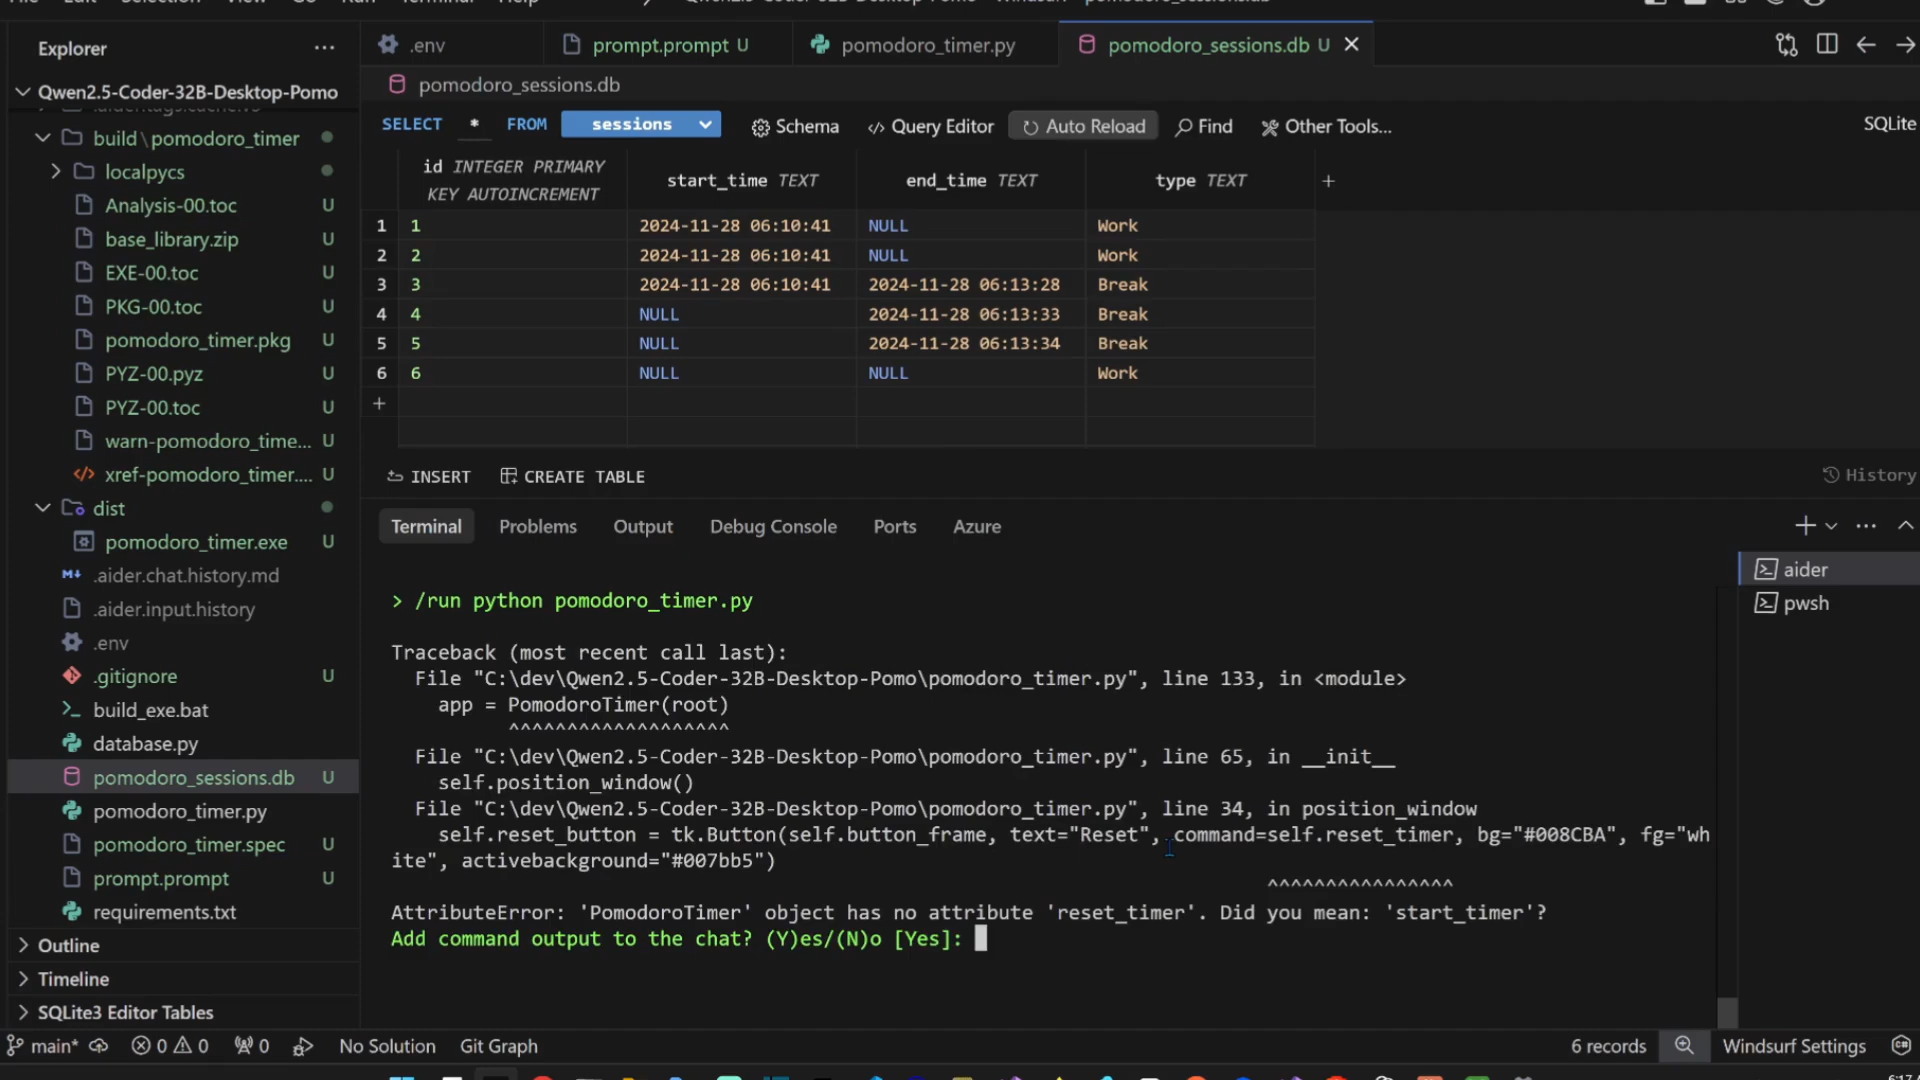 File Edit Selection View Go Run Terminal Help
Explorer
Qwen2.5-Coder-32B-Desktop-Pomo
build\pomodoro_timer
localpycs
Analysis-00.toc U
base_library.zip U
EXE-00.toc U
PKG-00.toc U
pomodoro_timer.pkg U
PYZ-00.pyz U
PYZ-00.toc U
warn-pomodoro_time... U
xref-pomodoro_timer.... U
dist
pomodoro_timer.exe U
.aider.chat.history.md
.aider.input.history
.env
.gitignore U
build_exe.bat
database.py
pomodoro_sessions.db U
pomodoro_timer.py
pomodoro_timer.spec U
prompt.prompt U
requirements.txt
Outline
Timeline
SQLite3 Editor Tables
.env prompt.prompt U pomodoro_timer.py pomodoro_sessions.db U
pomodoro_sessions.db
SELECT * FROM sessions Schema Query Editor Auto Reload Find Other Tools... SQLite
id INTEGER PRIMARY KEY AUTOINCREMENT start_time TEXT end_time TEXT type TEXT +
1 1 2024-11-28 06:10:41 NULL Work
2 2 2024-11-28 06:10:41 NULL Work
3 3 2024-11-28 06:10:41 2024-11-28 06:13:28 Break
4 4 NULL 2024-11-28 06:13:33 Break
5 5 NULL 2024-11-28 06:13:34 Break
6 6 NULL NULL Work
+
INSERT CREATE TABLE History
Terminal Problems Output Debug Console Ports Azure
aider
pwsh
> /run python pomodoro_timer.py
Traceback (most recent call last):
File "C:\dev\Qwen2.5-Coder-32B-Desktop-Pomo\pomodoro_timer.py", line 133, in <module>
app = PomodoroTimer(root)
^^^^^^^^^^^^^^^^^^^
File "C:\dev\Qwen2.5-Coder-32B-Desktop-Pomo\pomodoro_timer.py", line 65, in __init__
self.position_window()
File "C:\dev\Qwen2.5-Coder-32B-Desktop-Pomo\pomodoro_timer.py", line 34, in position_window
self.reset_button = tk.Button(self.button_frame, text="Reset", command=self.reset_timer, bg="#008CBA", fg="wh
ite", activebackground="#007bb5")
^^^^^^^^^^^^^^^^
AttributeError: 'PomodoroTimer' object has no attribute 'reset_timer'. Did you mean: 'start_timer'?
Add command output to the chat? (Y)es/(N)o [Yes]:
main* 0 0 0 No Solution Git Graph 6 records Windsurf Settings